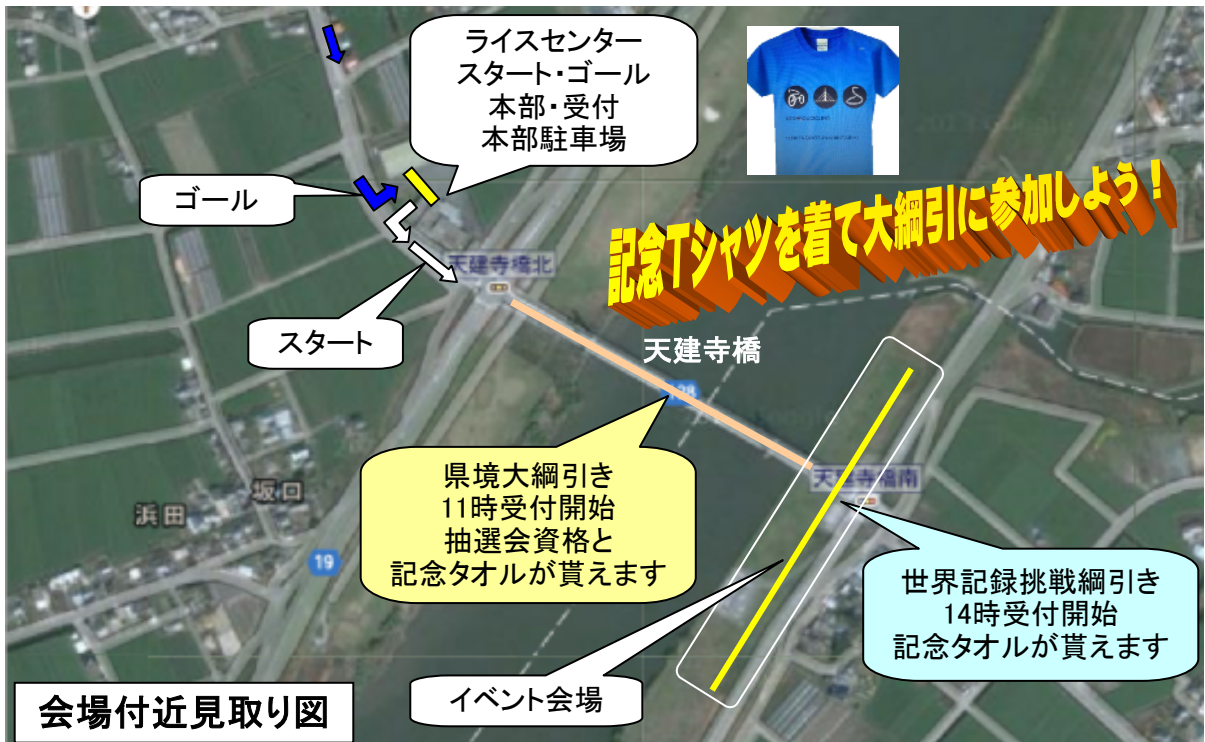 ライスセンター
スタート・ゴール
本部・受付
本部駐車場
ゴール
記念Tシャツを着て大綱引に参加しよう！
天建寺橋北
スタート
天建寺橋
県境大綱引き
11時受付開始
抽選会資格と
記念タオルが貰えます
天建寺橋南
坂口
浜田
19
世界記録挑戦綱引き
14時受付開始
記念タオルが貰えます
イベント会場
会場付近見取り図